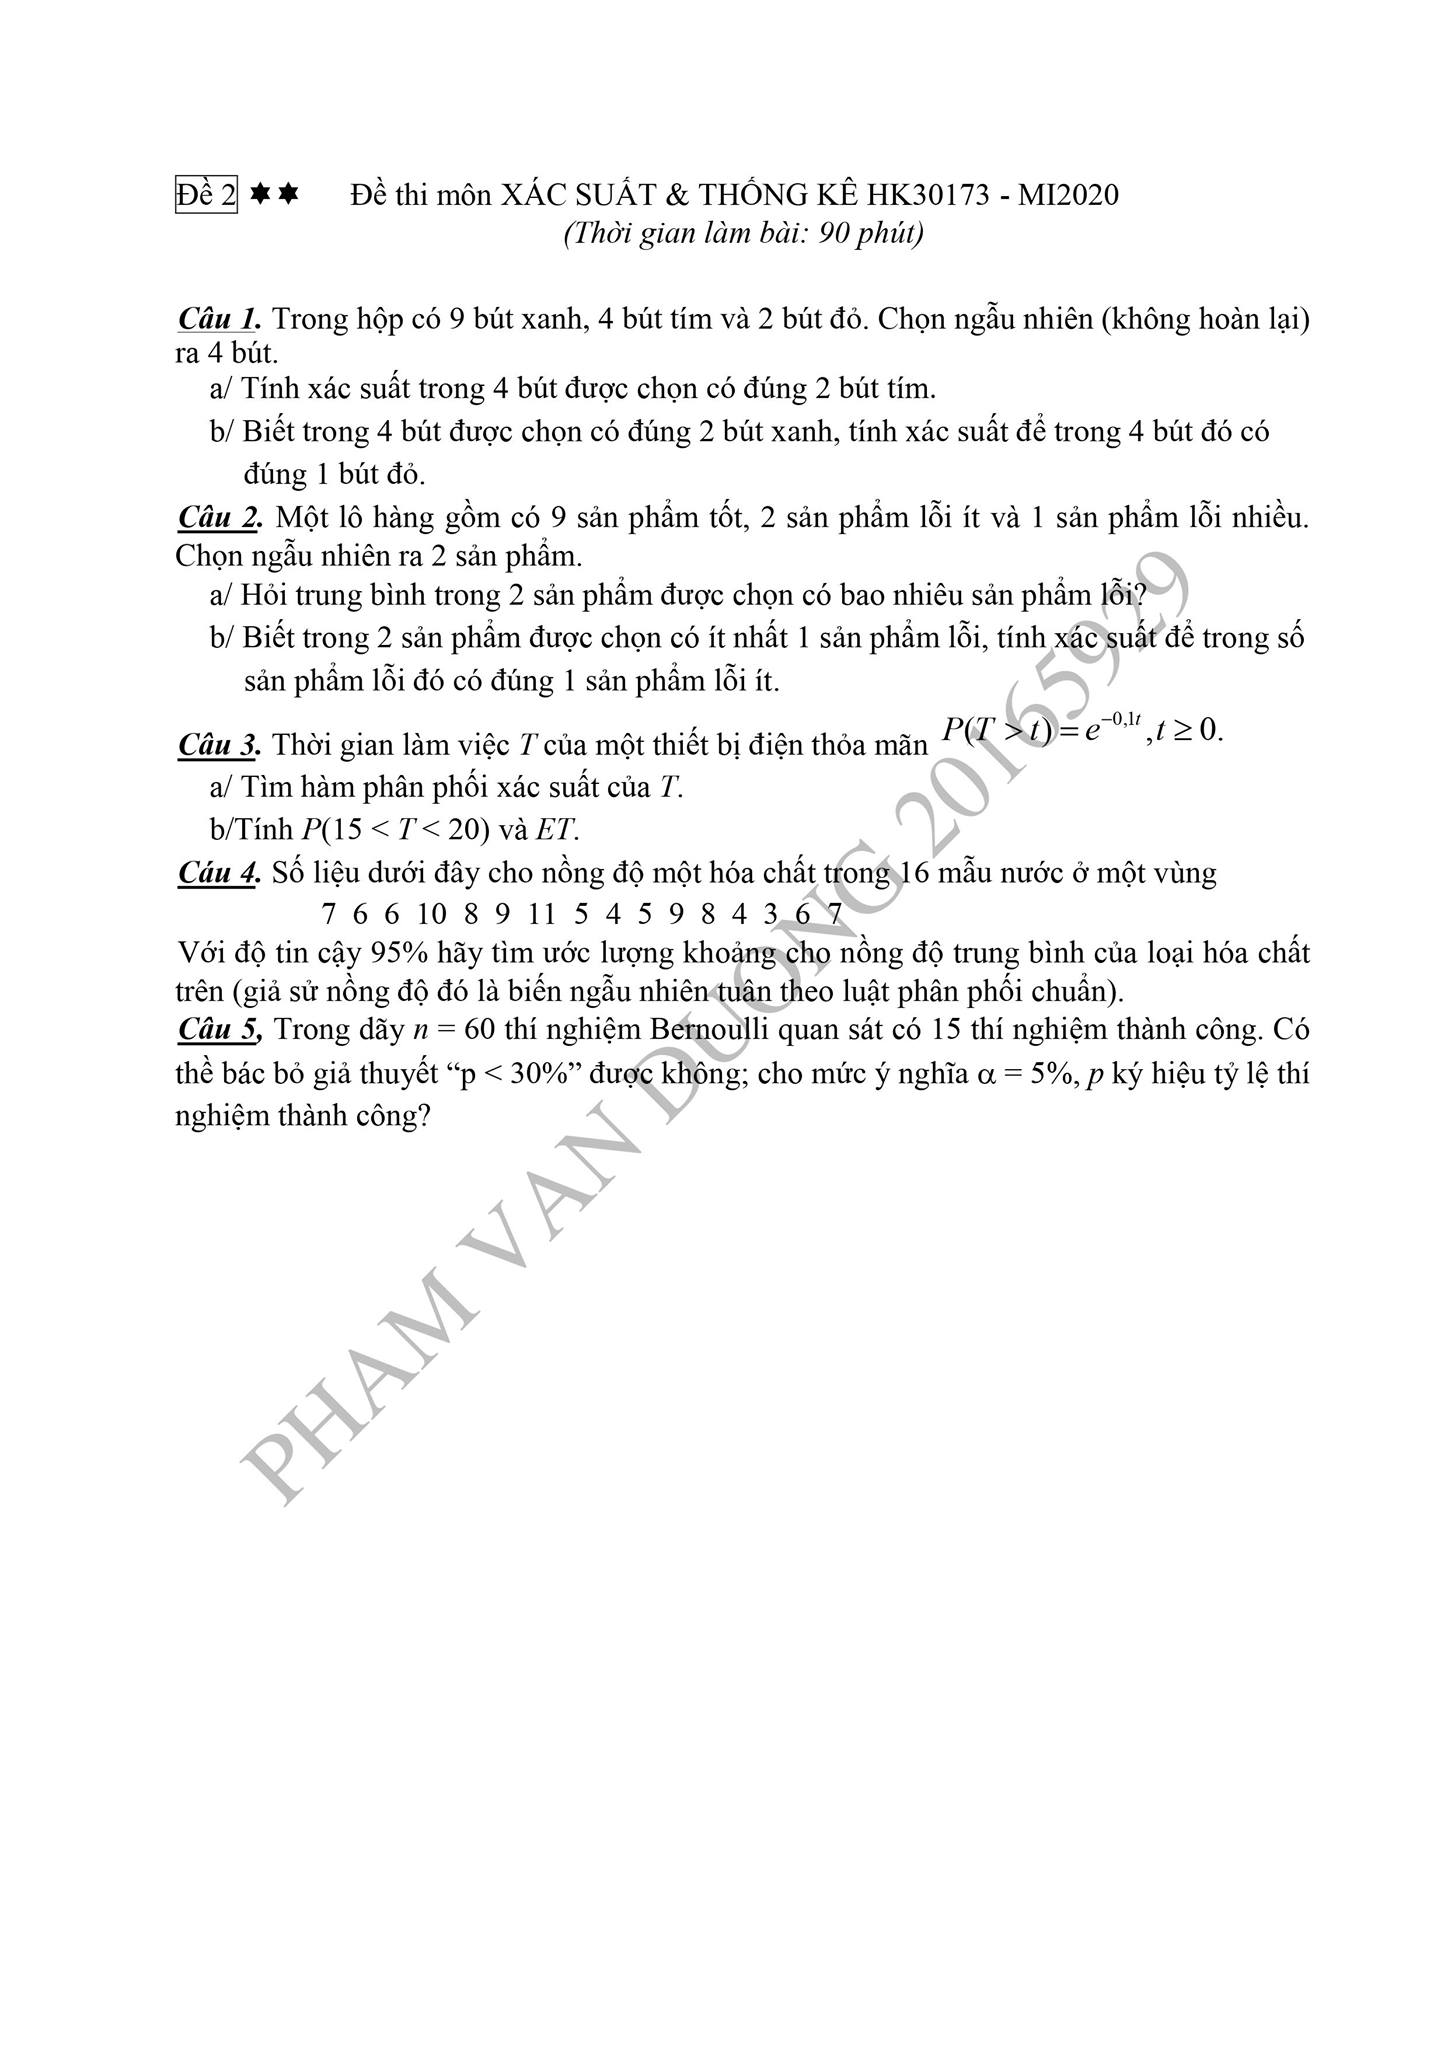 Đề 2 ✶ ✶ Đề thi môn XÁC SUẤT & THỐNG KÊ HK30173 - MI2020
(Thời gian làm bài: 90 phút)
Câu 1. Trong hộp có 9 bút xanh, 4 bút tím và 2 bút đỏ. Chọn ngẫu nhiên (không hoàn lại)
ra 4 bút.
a/ Tính xác suất trong 4 bút được chọn có đúng 2 bút tím.
b/ Biết trong 4 bút được chọn có đúng 2 bút xanh, tính xác suất để trong 4 bút đó có
đúng 1 bút đỏ.
Câu 2. Một lô hàng gồm có 9 sản phẩm tốt, 2 sản phẩm lỗi ít và 1 sản phẩm lỗi nhiều.
Chọn ngẫu nhiên ra 2 sản phẩm.
a/ Hỏi trung bình trong 2 sản phẩm được chọn có bao nhiêu sản phẩm lỗi?
b/ Biết trong 2 sản phẩm được chọn có ít nhất 1 sản phẩm lỗi, tính xác suất để trong số
sản phẩm lỗi đó có đúng 1 sản phẩm lỗi ít.
Câu 3. Thời gian làm việc T của một thiết bị điện thỏa mãn P(T > t) = e^{-0,1t}, t ≥ 0.
a/ Tìm hàm phân phối xác suất của T.
b/Tính P(15 < T < 20) và ET.
Cáu 4. Số liệu dưới đây cho nồng độ một hóa chất trong 16 mẫu nước ở một vùng
7 6 6 10 8 9 11 5 4 5 9 8 4 3 6 7
Với độ tin cậy 95% hãy tìm ước lượng khoảng cho nồng độ trung bình của loại hóa chất
trên (giả sử nồng độ đó là biến ngẫu nhiên tuân theo luật phân phối chuẩn).
Câu 5, Trong dãy n = 60 thí nghiệm Bernoulli quan sát có 15 thí nghiệm thành công. Có
thề bác bỏ giả thuyết “p < 30%” được không; cho mức ý nghĩa α = 5%, p ký hiệu tỷ lệ thí
nghiệm thành công?
PHAM VAN DUONG 20165929